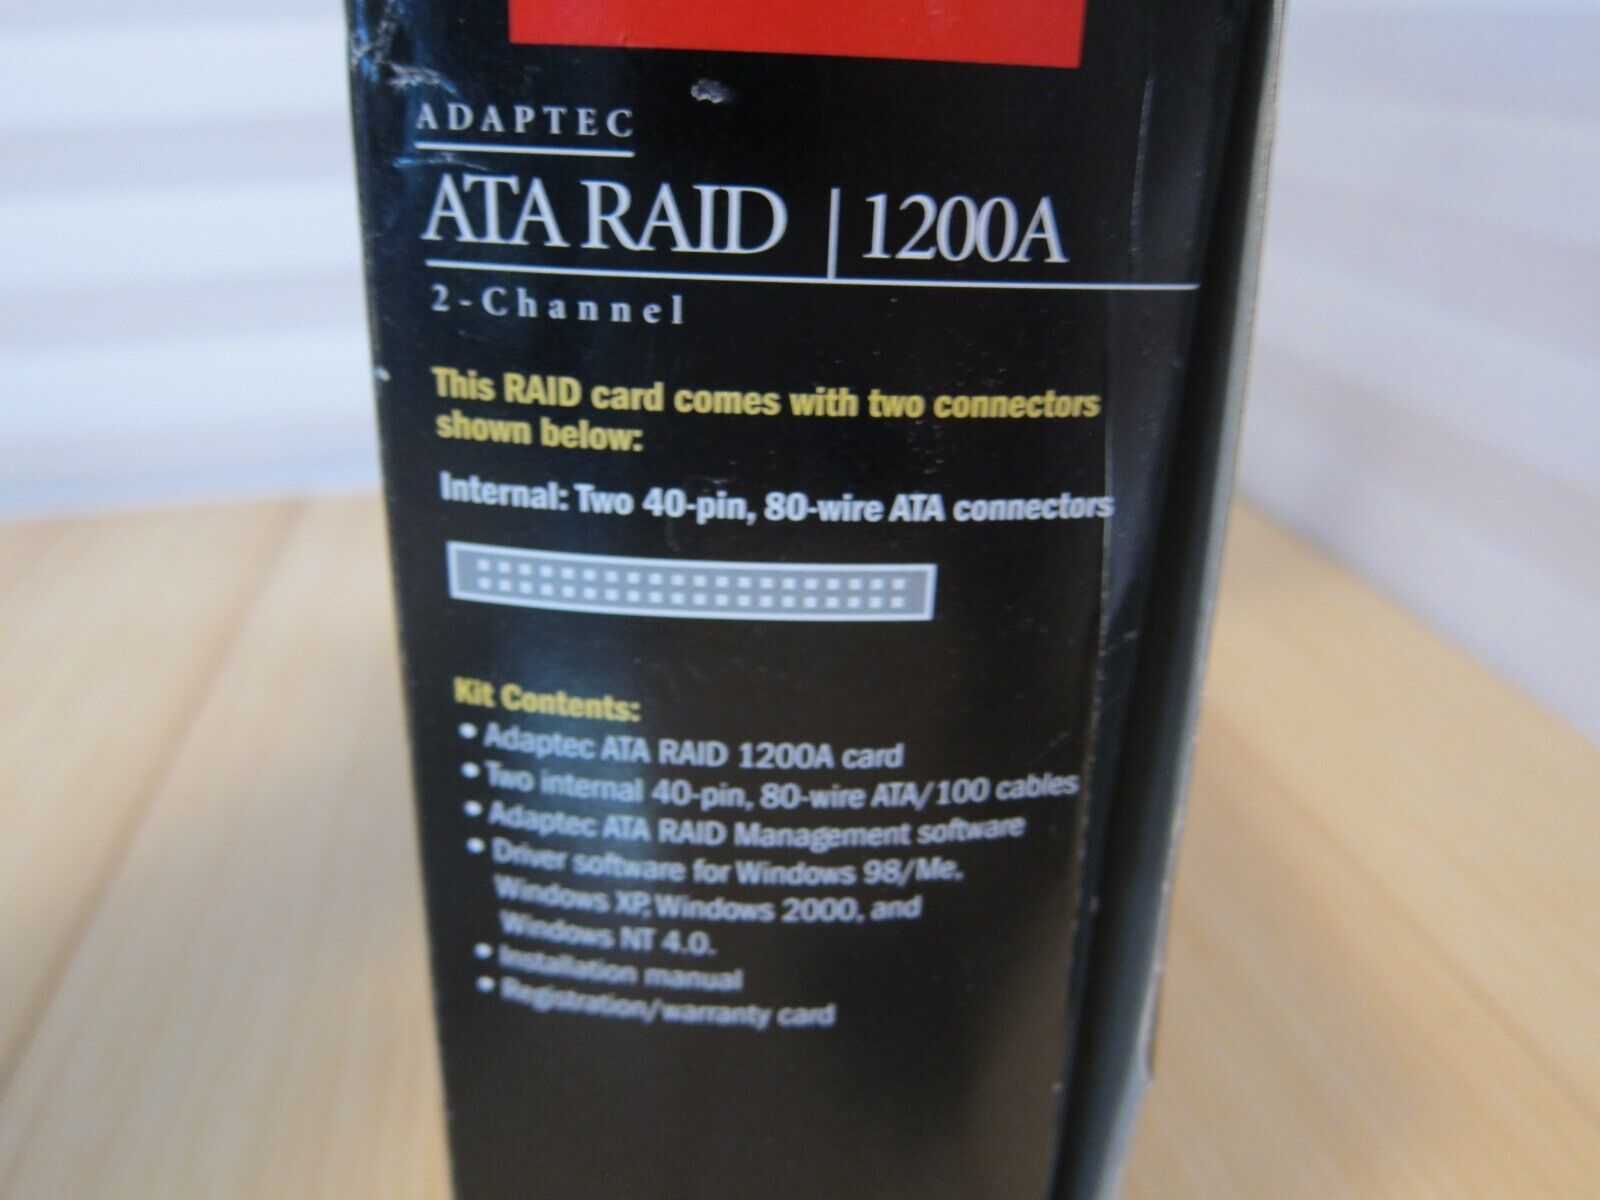 ADAPTEC
ATA RAID | 1200A
2-Channel
This RAID card comes with two connectors
shown below:
Internal: Two 40-pin, 80-wire ATA connectors
Kit Contents:
• Adaptec ATA RAID 1200A card
• Two internal 40-pin, 80-wire ATA/100 cables
• Adaptec ATA RAID Management software
• Driver software for Windows 98/Me,
Windows XP, Windows 2000, and
Windows NT 4.0.
• Installation manual
• Registration/warranty card